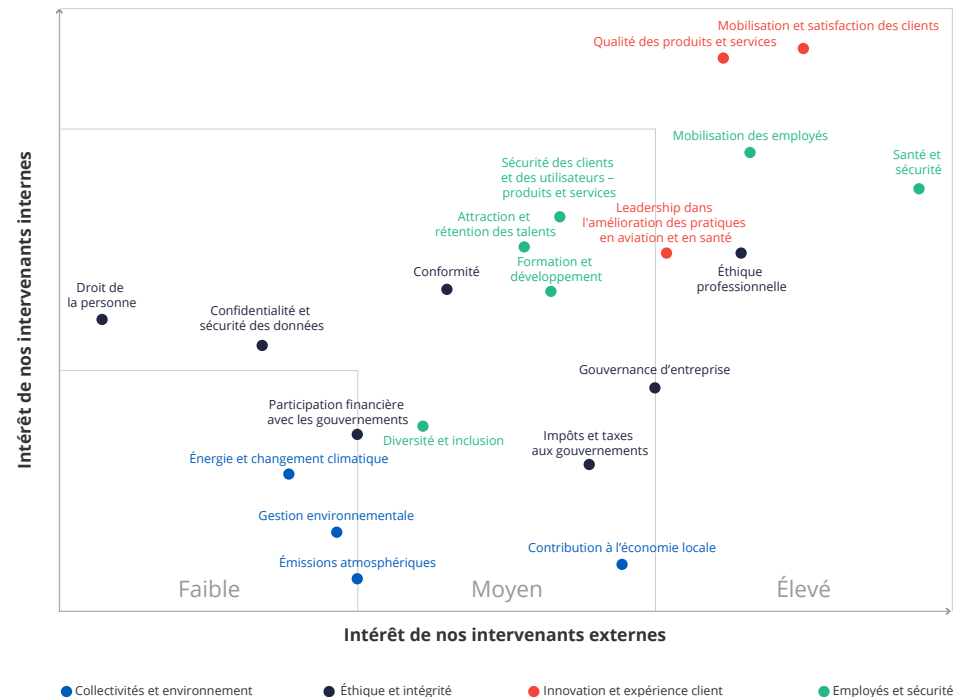 Mobilisation et satisfaction des clients
Qualité des produits et services
Mobilisation des employés
Santé et
sécurité
Sécurité des clients
et des utilisateurs –
produits et services
Leadership dans
l'amélioration des pratiques
en aviation et en santé
Attraction et
rétention des talents
Formation et
développement
Conformité
Éthique
professionnelle
Droit de
la personne
Confidentialité et
sécurité des données
Gouvernance d’entreprise
Participation financière
avec les gouvernements
Diversité et inclusion
Impôts et taxes
aux gouvernements
Énergie et changement climatique
Gestion environnementale
Contribution à l’économie locale
Émissions atmosphériques
Faible
Moyen
Élevé
Intérêt de nos intervenants internes
Intérêt de nos intervenants externes
Collectivités et environnement
Éthique et intégrité
Innovation et expérience client
Employés et sécurité